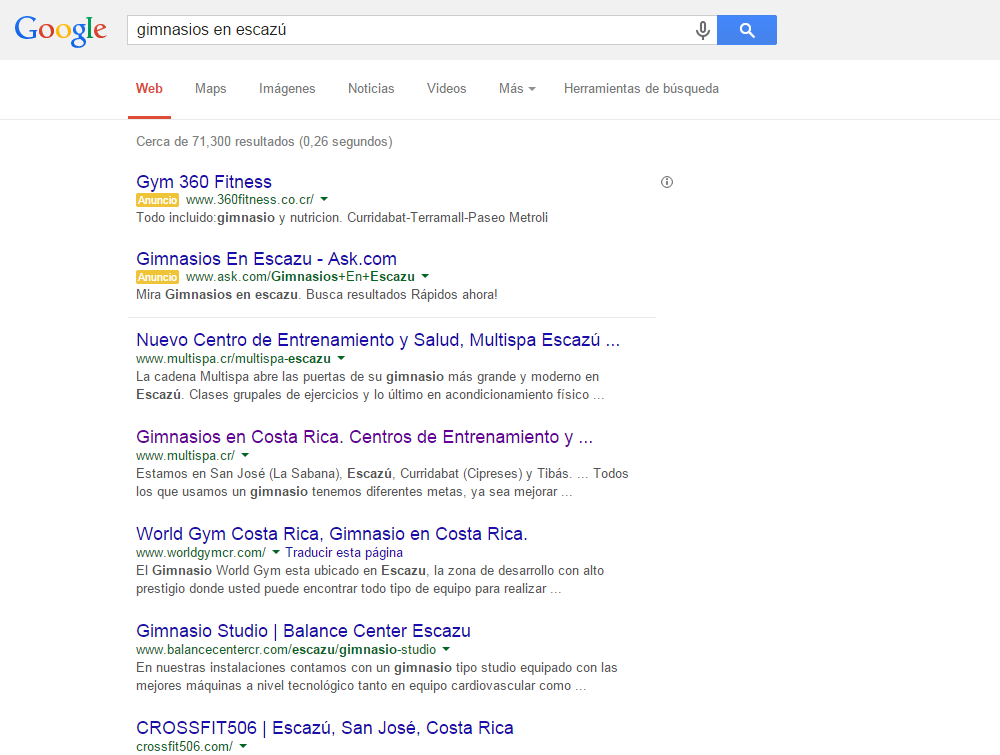 Google
gimnasios en escazú
Web Maps Imágenes Noticias Videos Más Herramientas de búsqueda
Cerca de 71,300 resultados (0,26 segundos)
Gym 360 Fitness
Anuncio www.360fitness.co.cr/
Todo incluido:gimnasio y nutricion. Curridabat-Terramall-Paseo Metroli
Gimnasios En Escazu - Ask.com
Anuncio www.ask.com/Gimnasios+En+Escazu
Mira Gimnasios en escazu. Busca resultados Rápidos ahora!
Nuevo Centro de Entrenamiento y Salud, Multispa Escazú ...
www.multispa.cr/multispa-escazu
La cadena Multispa abre las puertas de su gimnasio más grande y moderno en
Escazú. Clases grupales de ejercicios y lo último en acondicionamiento físico ...
Gimnasios en Costa Rica. Centros de Entrenamiento y ...
www.multispa.cr/
Estamos en San José (La Sabana), Escazú, Curridabat (Cipreses) y Tibás. ... Todos
los que usamos un gimnasio tenemos diferentes metas, ya sea mejorar ...
World Gym Costa Rica, Gimnasio en Costa Rica.
www.worldgymcr.com/ Traducir esta página
El Gimnasio World Gym esta ubicado en Escazu, la zona de desarrollo con alto
prestigio donde usted puede encontrar todo tipo de equipo para realizar ...
Gimnasio Studio | Balance Center Escazu
www.balancecentercr.com/escazu/gimnasio-studio
En nuestras instalaciones contamos con un gimnasio tipo studio equipado con las
mejores máquinas a nivel tecnológico tanto en equipo cardiovascular como ...
CROSSFIT506 | Escazú, San José, Costa Rica
crossfit506.com/